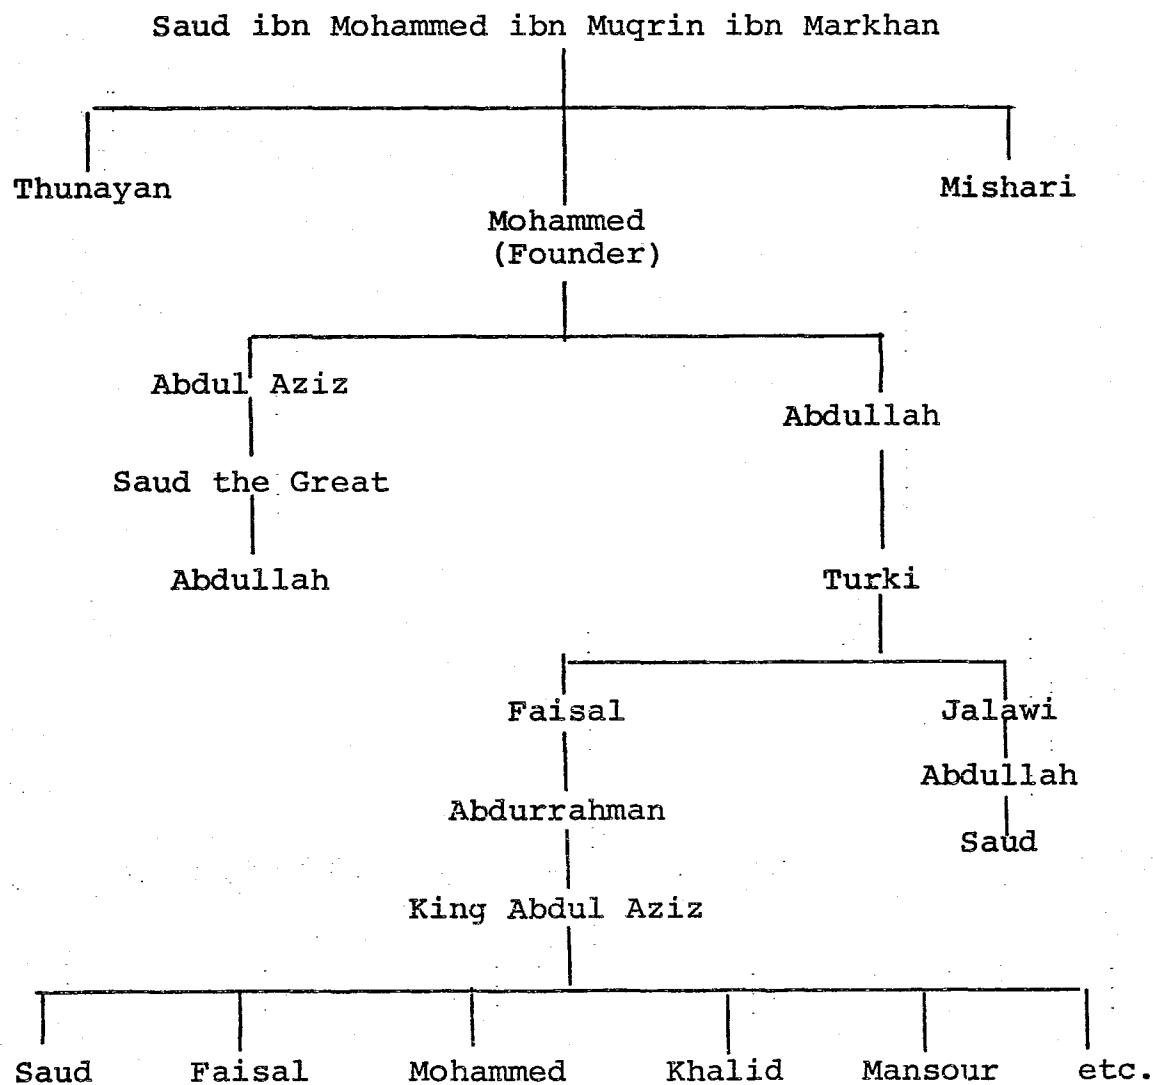 Saud ibn Mohammed ibn Muqrin ibn Markhan
Thunayan
Mishari
Mohammed
(Founder)
Abdul Aziz
Abdullah
Saud the Great
Abdullah
Turki
Faisal
Jalawi
Abdullah
Abdurrahman
Saud
King Abdul Aziz
Saud Faisal Mohammed Khalid Mansour etc.